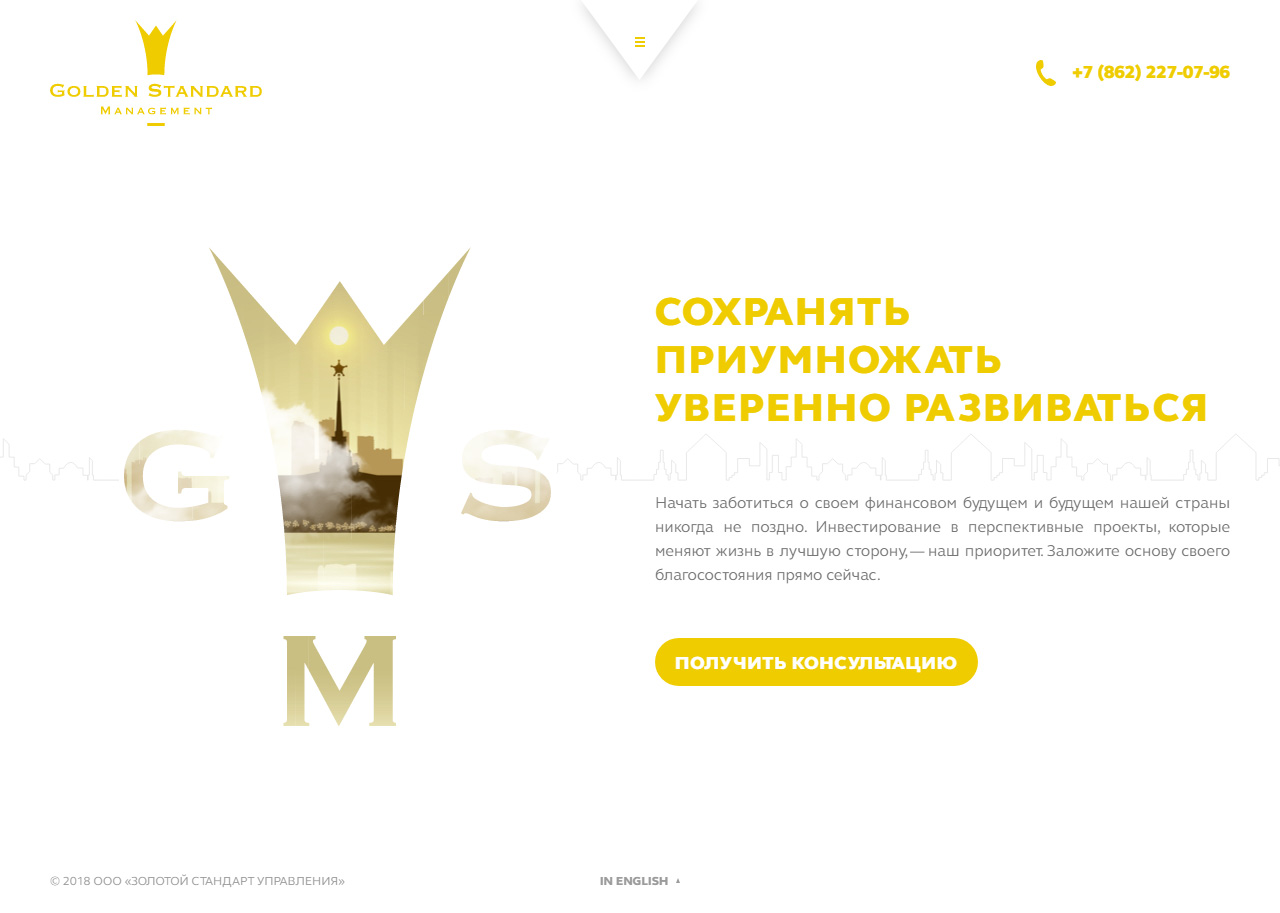 GOLDEN STANDARD
MANAGEMENT
+7 (862) 227-07-96
G S
M
СОХРАНЯТЬ
ПРИУМНОЖАТЬ
УВЕРЕННО РАЗВИВАТЬСЯ
Начать заботиться о своем финансовом будущем и будущем нашей страны
никогда не поздно. Инвестирование в перспективные проекты, которые
меняют жизнь в лучшую сторону, — наш приоритет. Заложите основу своего
благосостояния прямо сейчас.
ПОЛУЧИТЬ КОНСУЛЬТАЦИЮ
© 2018 ООО «ЗОЛОТОЙ СТАНДАРТ УПРАВЛЕНИЯ»
IN ENGLISH